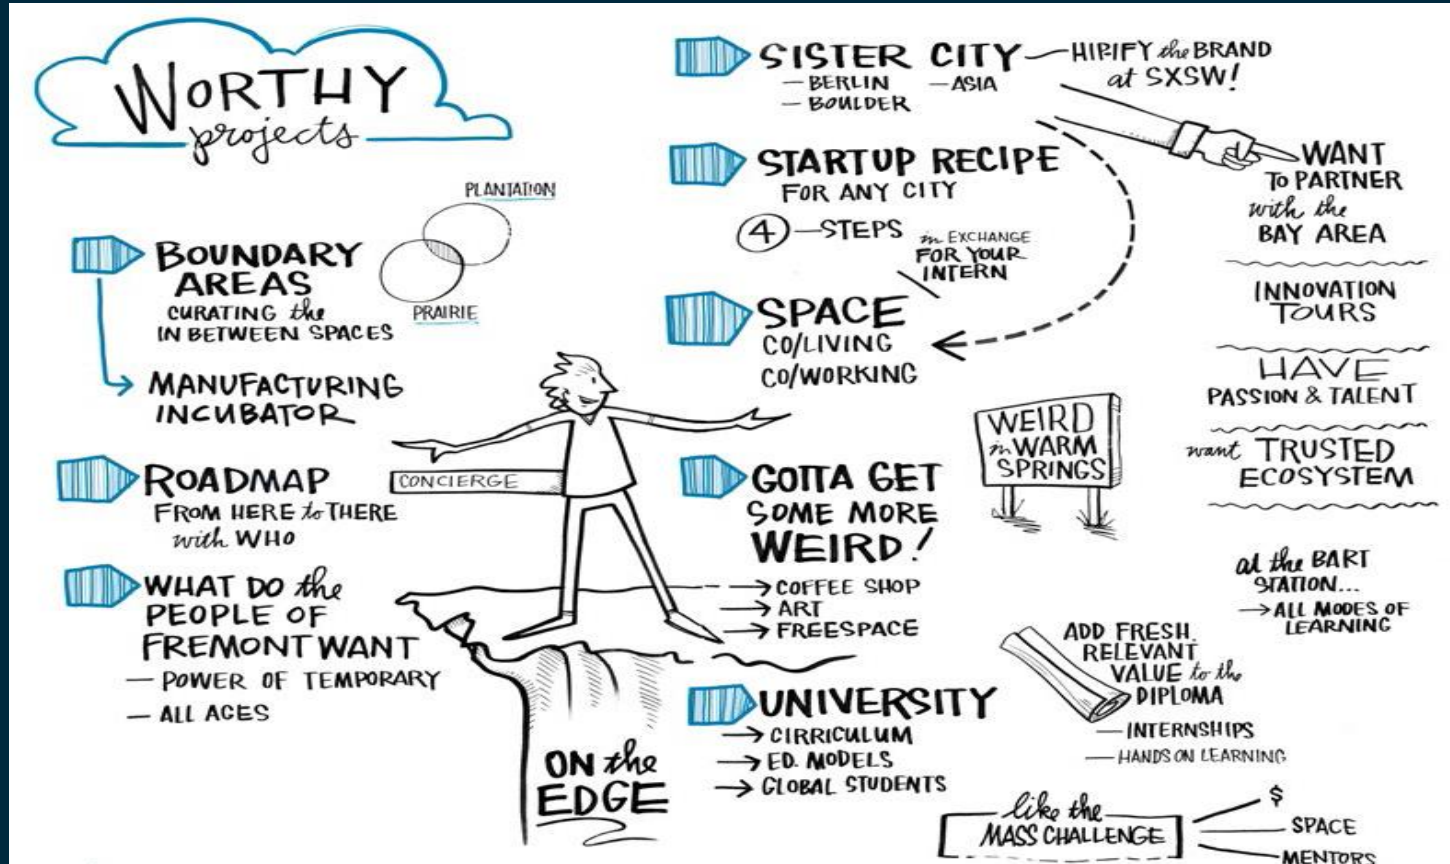 WORTHY
projects
PLANTATION
PRAIRIE
BOUNDARY
AREAS
CURATING the
IN BETWEEN SPACES
MANUFACTURING
INCUBATOR
ROADMAP
FROM HERE to THERE
with WHO
CONCIERGE
WHAT DO the
PEOPLE OF
FREMONT WANT
— POWER OF TEMPORARY
— ALL AGES
ON the
EDGE
SISTER CITY — HIPIFY the BRAND
at SXSW!
— BERLIN — ASIA
— BOULDER
STARTUP RECIPE
FOR ANY CITY
4 — STEPS
in EXCHANGE
FOR YOUR
INTERN
SPACE
CO/LIVING
CO/WORKING
GOTTA GET
SOME MORE
WEIRD!
→ COFFEE SHOP
→ ART
→ FREESPACE
WEIRD
in WARM
SPRINGS
UNIVERSITY
→ CIRRICULUM
→ ED. MODELS
→ GLOBAL STUDENTS
WANT
TO PARTNER
with the
BAY AREA
INNOVATION
TOURS
HAVE
PASSION & TALENT
want TRUSTED
ECOSYSTEM
at the BART
STATION...
→ ALL MODES OF
LEARNING
ADD FRESH
RELEVANT
VALUE to the
DIPLOMA
— INTERNSHIPS
— HANDS ON LEARNING
like the
MASS CHALLENGE
$
SPACE
MENTORS